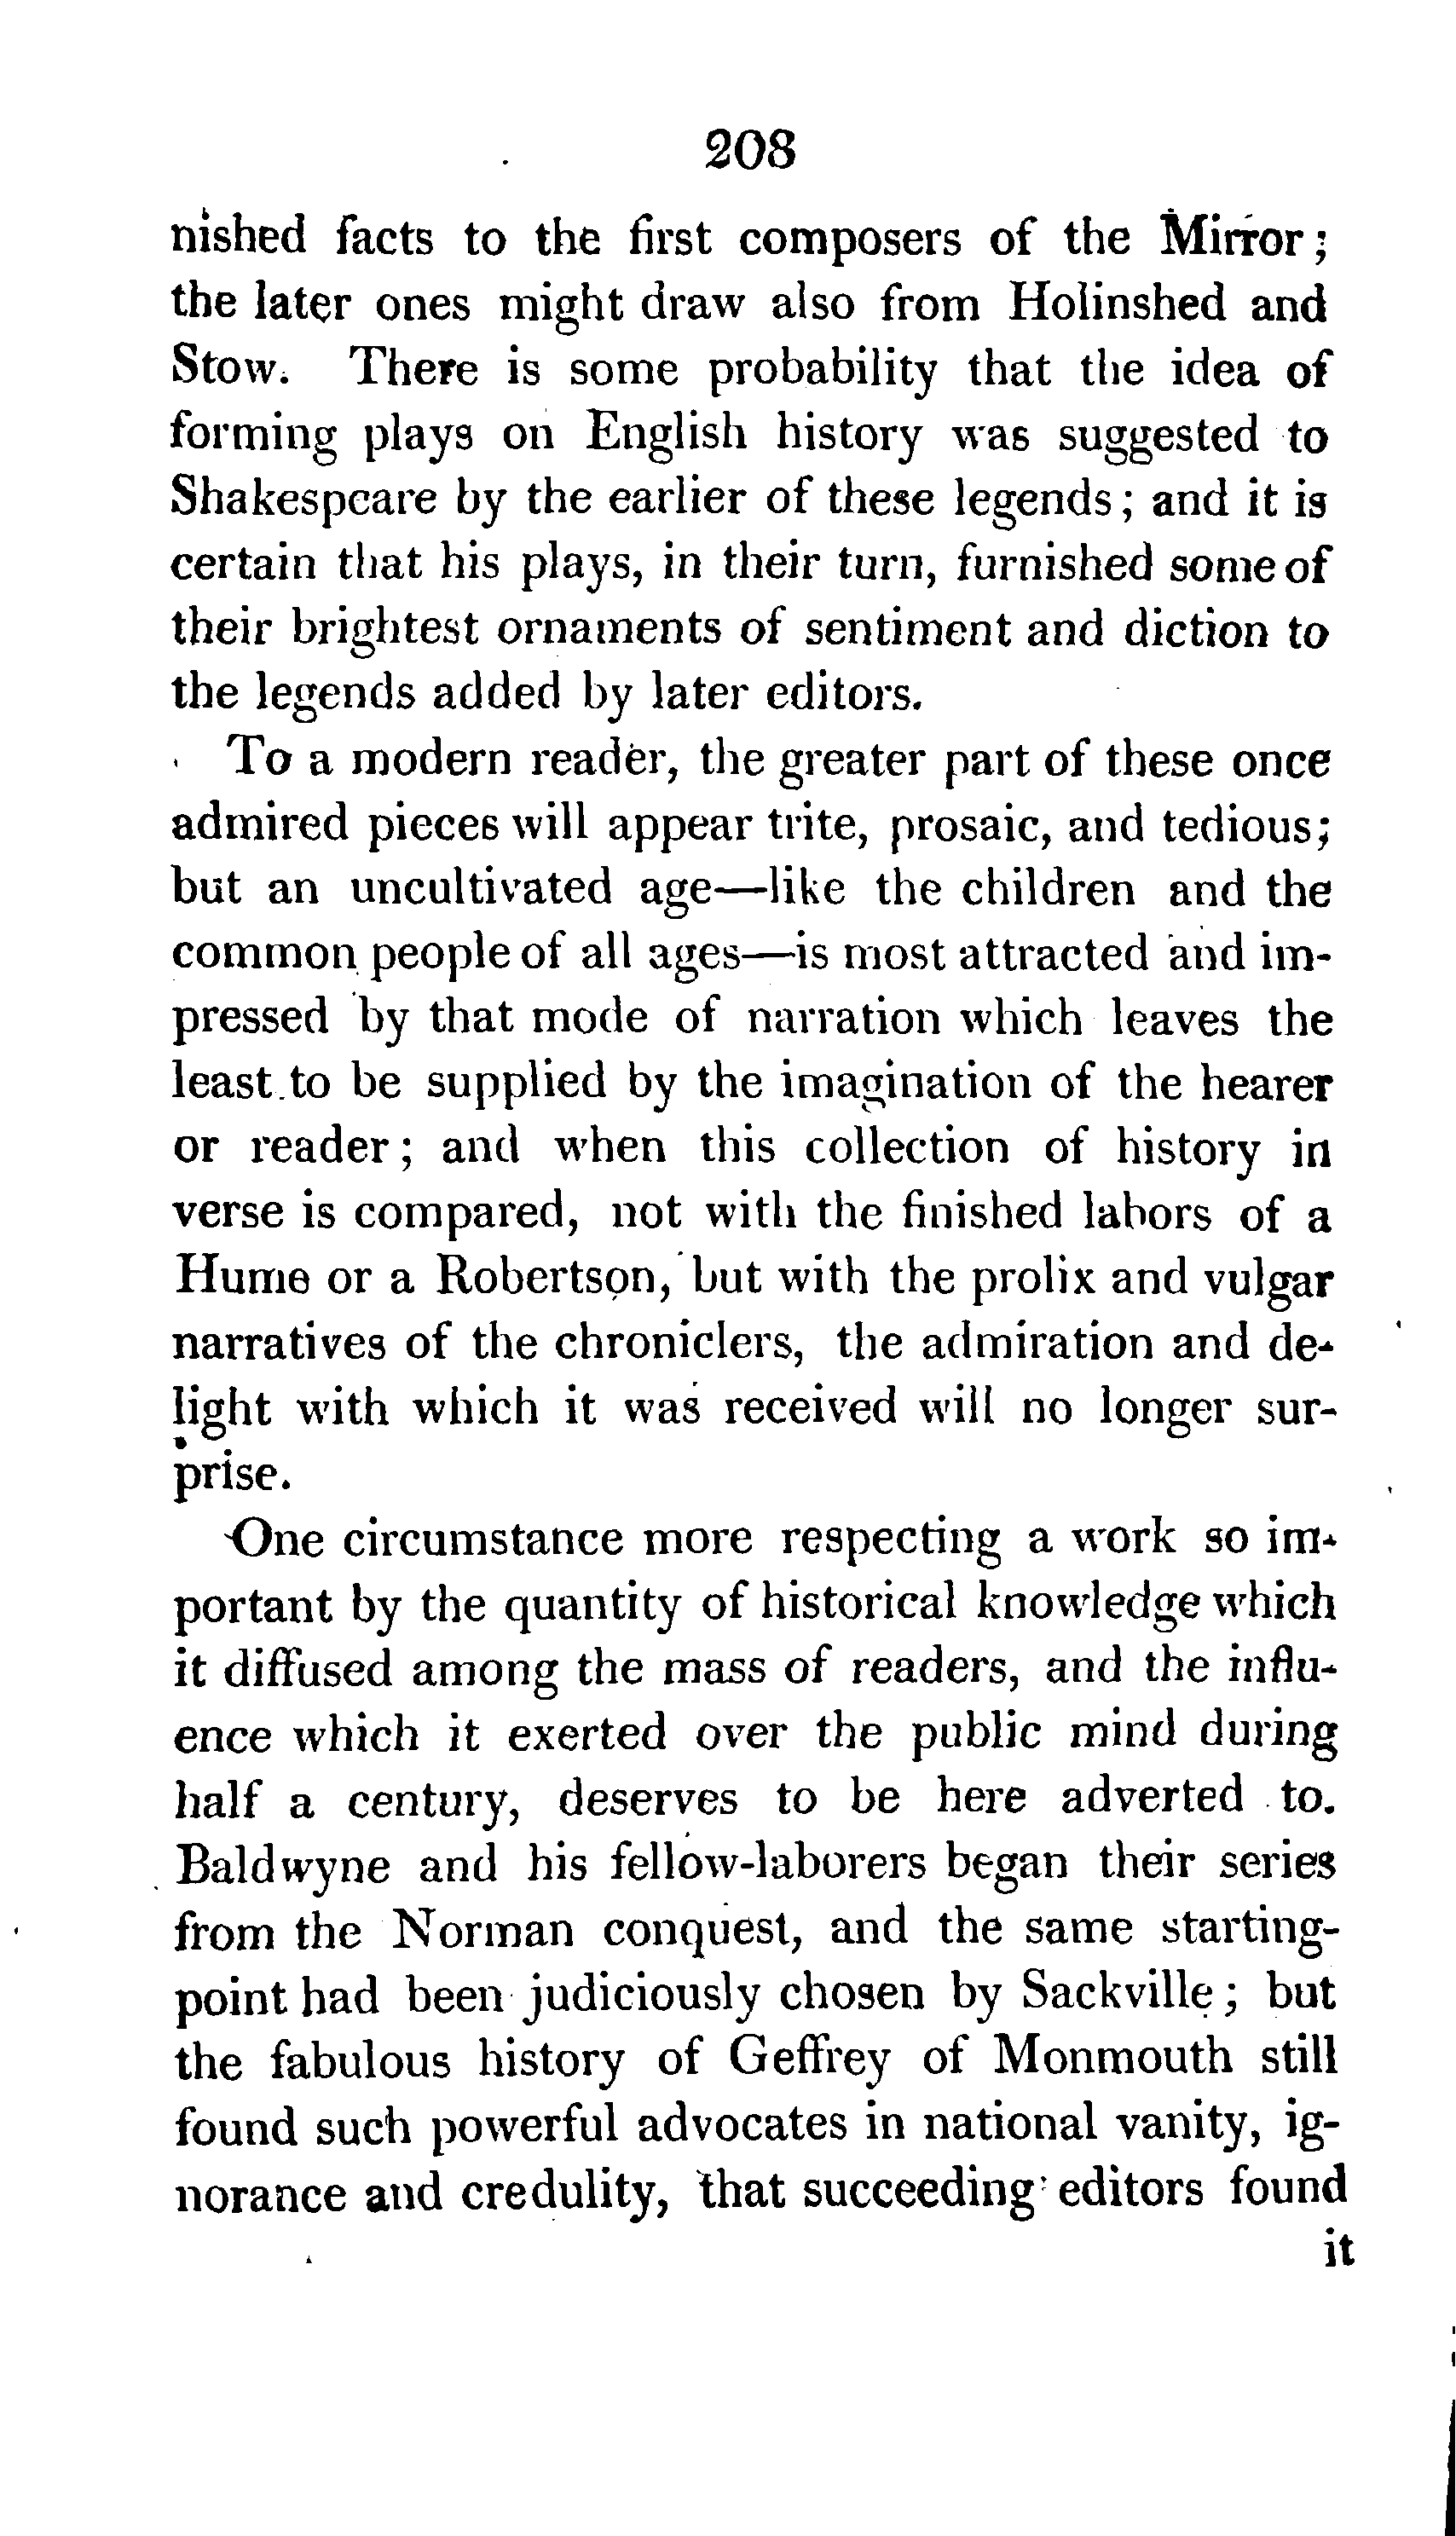 208
nished facts to the first composers of the Mirror;
the later ones might draw also from Holinshed and
Stow. There is some probability that the idea of
forming plays on English history was suggested to
Shakespeare by the earlier of these legends; and it is
certain that his plays, in their turn, furnished some of
their brightest ornaments of sentiment and diction to
the legends added by later editors.
To a modern reader, the greater part of these once
admired pieces will appear trite, prosaic, and tedious;
but an uncultivated age—like the children and the
common people of all ages—is most attracted and im-
pressed by that mode of narration which leaves the
least to be supplied by the imagination of the hearer
or reader; and when this collection of history in
verse is compared, not with the finished labors of a
Hume or a Robertson, but with the prolix and vulgar
narratives of the chroniclers, the admiration and de-
light with which it was received will no longer sur-
prise.
One circumstance more respecting a work so im-
portant by the quantity of historical knowledge which
it diffused among the mass of readers, and the influ-
ence which it exerted over the public mind during
half a century, deserves to be here adverted to.
Baldwyne and his fellow-laborers began their series
from the Norman conquest, and the same starting-
point had been judiciously chosen by Sackville; but
the fabulous history of Geffrey of Monmouth still
found such powerful advocates in national vanity, ig-
norance and credulity, that succeeding editors found
it